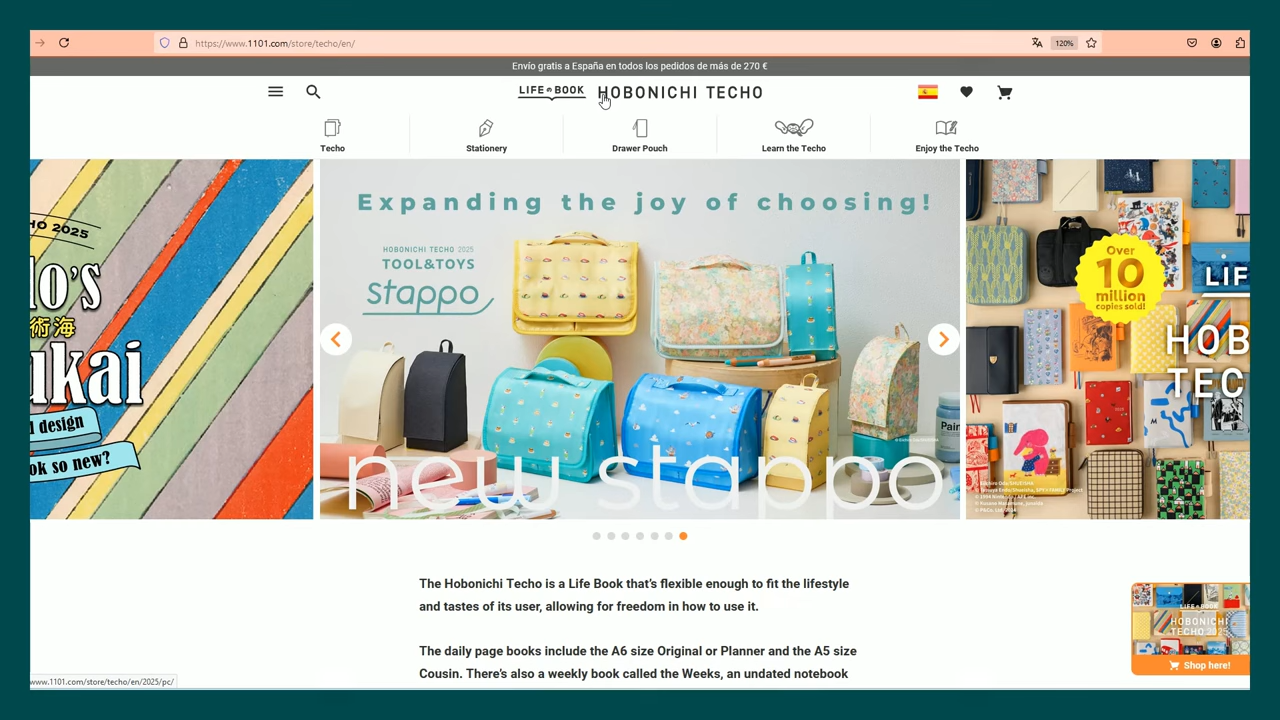 https://www.1101.com/store/techo/en/
120%
Envío gratis a España en todos los pedidos de más de 270 €
LIFE BOOK HOBONICHI TECHO
Techo
Stationery
Drawer Pouch
Learn the Techo
Enjoy the Techo
HO 2025
lo's
術海
ukai
l design
ok so new?
Expanding the joy of choosing!
HOBONICHI TECHO 2025
TOOL&TOYS
stappo
new stappo
Pain
Over
10
million
copies sold!
LIF
HOB
TEC
The Hobonichi Techo is a Life Book that's flexible enough to fit the lifestyle
and tastes of its user, allowing for freedom in how to use it.
The daily page books include the A6 size Original or Planner and the A5 size
Cousin. There's also a weekly book called the Weeks, an undated notebook
LIFE BOOK
HOBONICHI
TECHO 2025
Shop here!
www.1101.com/store/techo/en/2025/pc/